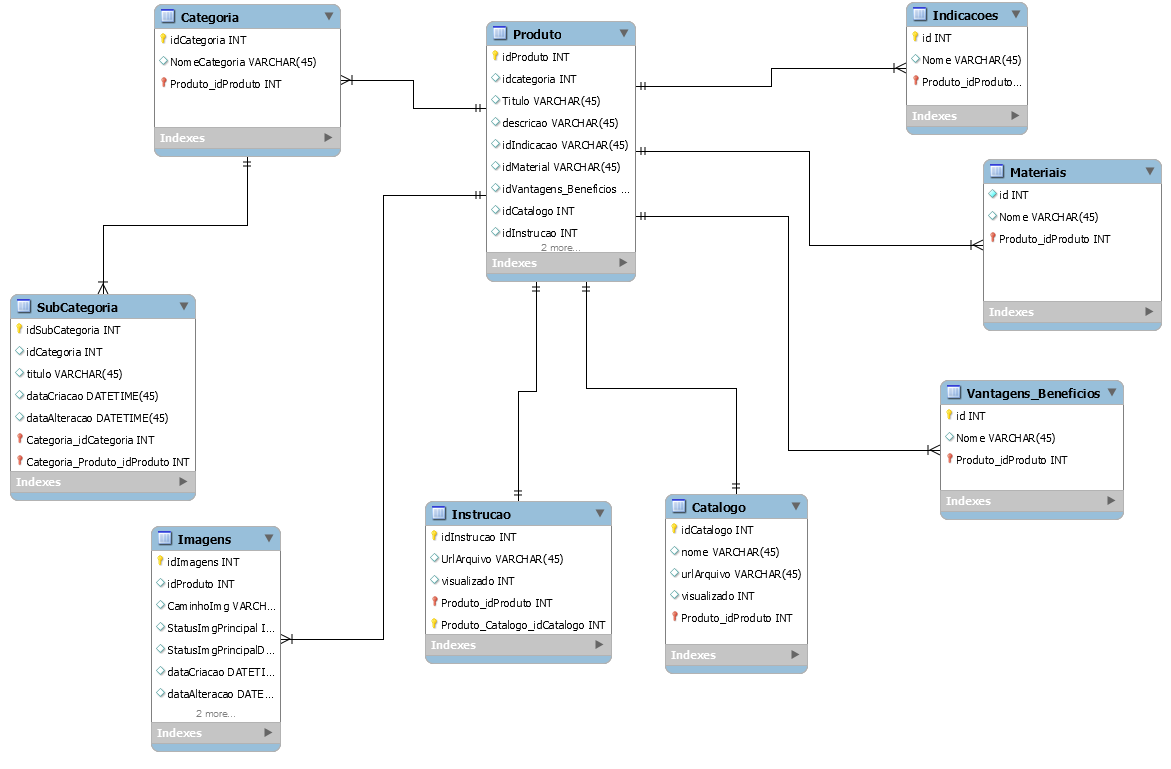 Categoria
idCategoria INT
NomeCategoria VARCHAR(45)
Produto_idProduto INT
Indexes
Produto
idProduto INT
idcategoria INT
Titulo VARCHAR(45)
descricao VARCHAR(45)
idIndicacao VARCHAR(45)
idMaterial VARCHAR(45)
idVantagens_Beneficios ...
idCatalogo INT
idInstrucao INT
2 more...
Indexes
Indicacoes
id INT
Nome VARCHAR(45)
Produto_idProduto...
Indexes
Materiais
id INT
Nome VARCHAR(45)
Produto_idProduto INT
Indexes
SubCategoria
idSubCategoria INT
idCategoria INT
titulo VARCHAR(45)
dataCriacao DATETIME(45)
dataAlteracao DATETIME(45)
Categoria_idCategoria INT
Categoria_Produto_idProduto INT
Indexes
Vantagens_Beneficios
id INT
Nome VARCHAR(45)
Produto_idProduto INT
Indexes
Imagens
idImagens INT
idProduto INT
CaminhoImg VARCH...
StatusImgPrincipal I...
StatusImgPrincipalD...
dataCriacao DATETI...
dataAlteracao DATE...
2 more...
Indexes
Instrucao
idInstrucao INT
UrlArquivo VARCHAR(45)
visualizado INT
Produto_idProduto INT
Produto_Catalogo_idCatalogo INT
Indexes
Catalogo
idCatalogo INT
nome VARCHAR(45)
urlArquivo VARCHAR(45)
visualizado INT
Produto_idProduto INT
Indexes